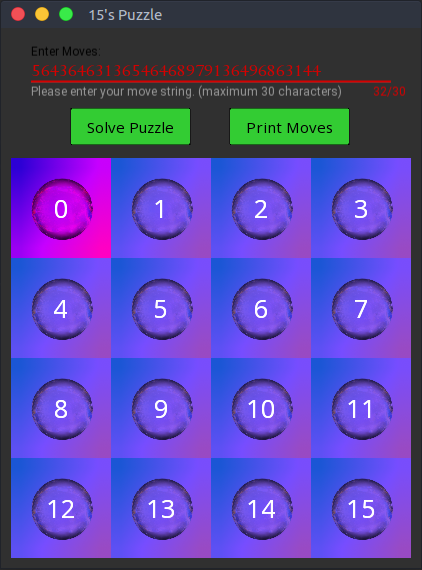 15's Puzzle
Enter Moves:
56436463136546468979136496863144
Please enter your move string. (maximum 30 characters) 32/30
Solve Puzzle Print Moves
0 1 2 3
4 5 6 7
8 9 10 11
12 13 14 15